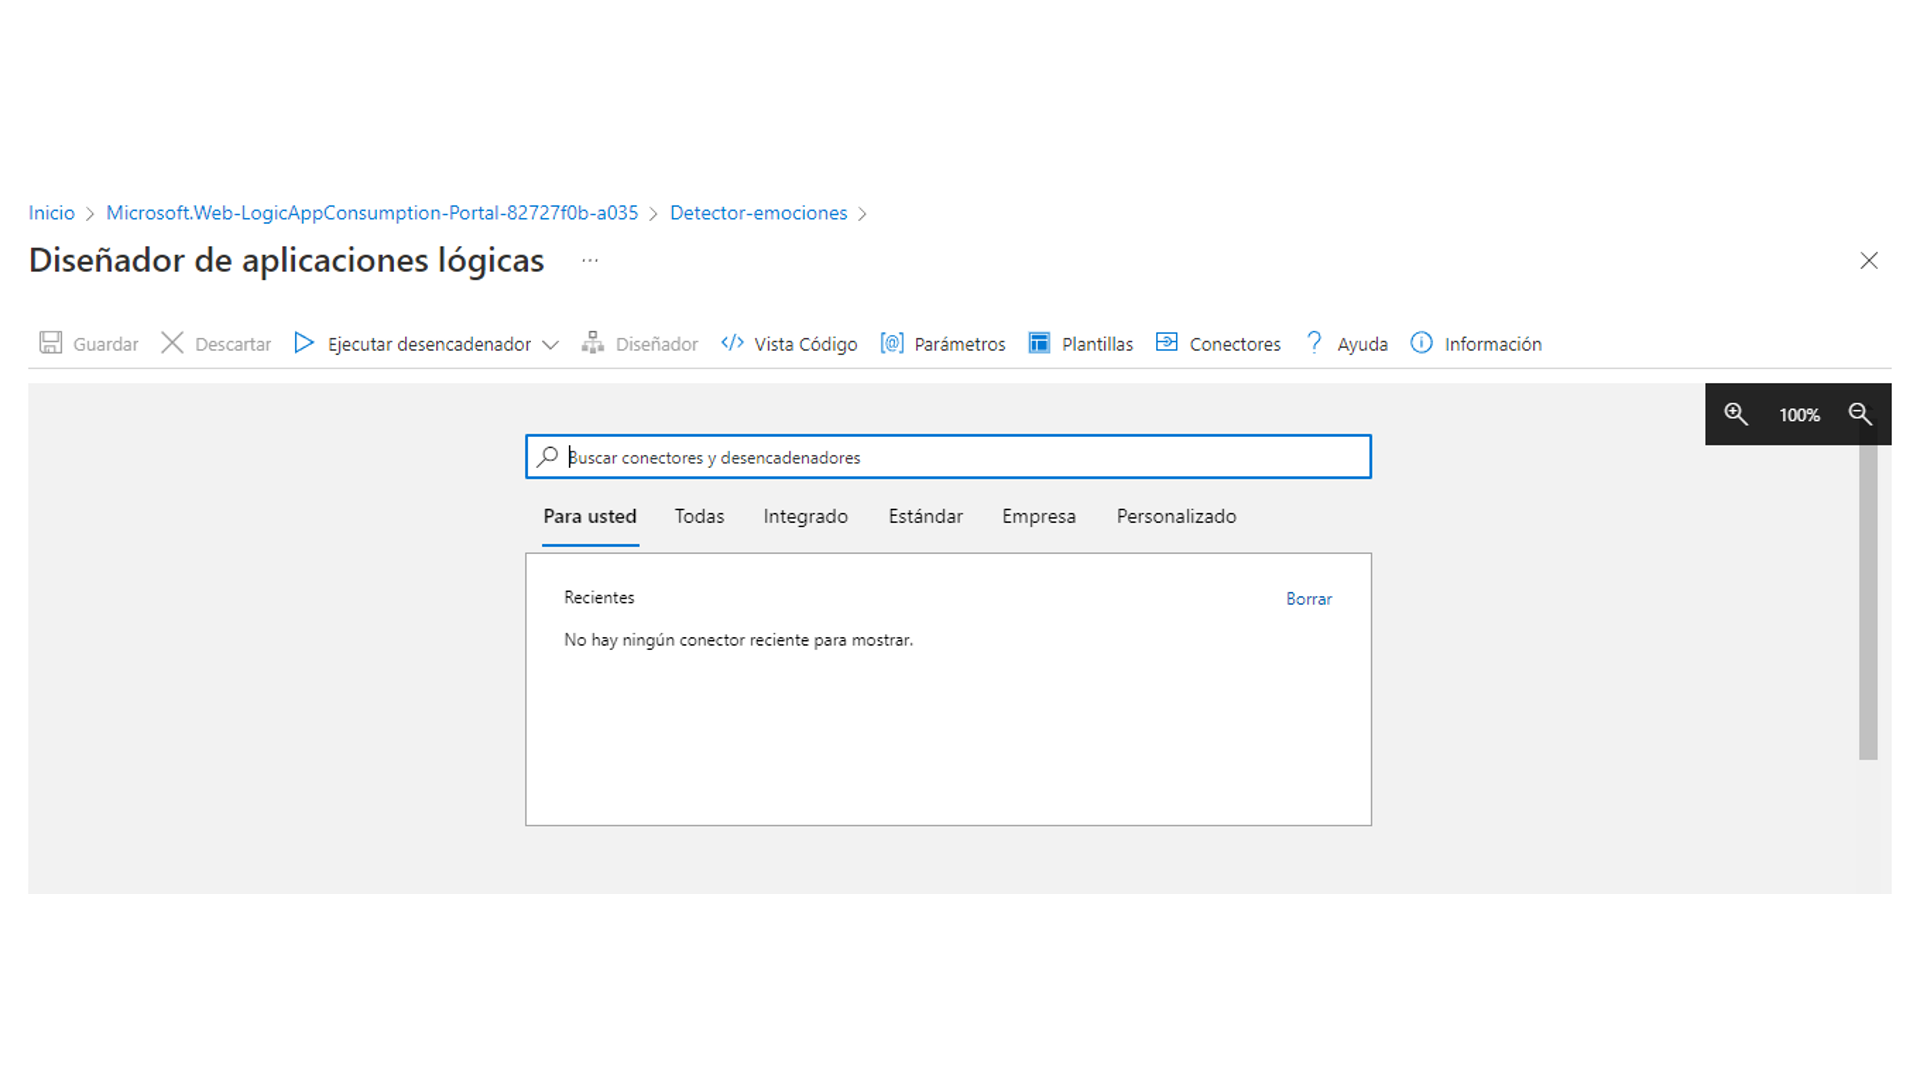 Inicio > Microsoft.Web-LogicAppConsumption-Portal-82727f0b-a035 > Detector-emociones >
Diseñador de aplicaciones lógicas ...
Guardar Descartar Ejecutar desencadenador Diseñador </> Vista Código [@] Parámetros Plantillas Conectores ? Ayuda Información
100%
Buscar conectores y desencadenadores
Para usted Todas Integrado Estándar Empresa Personalizado
Recientes Borrar
No hay ningún conector reciente para mostrar.